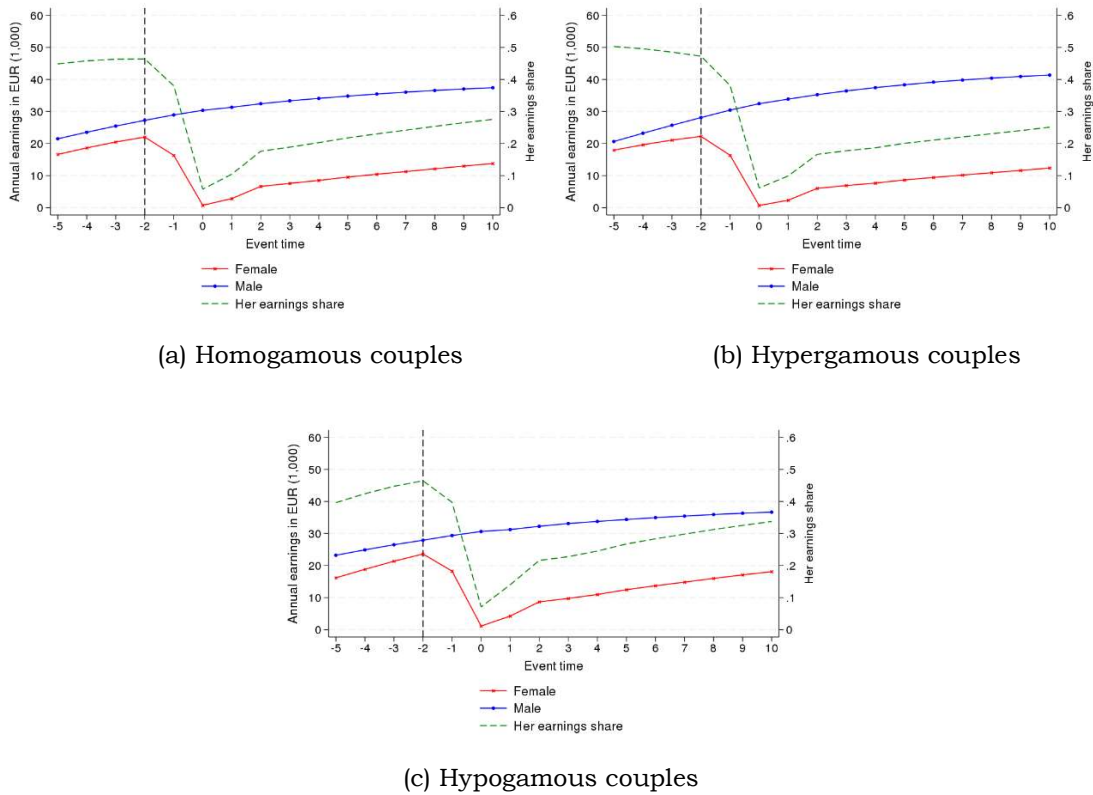 Annual earnings in EUR (1,000)
60
50
40
30
20
10
0
.6
.5
.4
.3
.2
.1
0
Her earnings share
-5 -4 -3 -2 -1 0 1 2 3 4 5 6 7 8 9 10
Event time
Female
Male
Her earnings share
(a) Homogamous couples
Annual earnings in EUR (1,000)
60
50
40
30
20
10
0
.6
.5
.4
.3
.2
.1
0
Her earnings share
-5 -4 -3 -2 -1 0 1 2 3 4 5 6 7 8 9 10
Event time
Female
Male
Her earnings share
(b) Hypergamous couples
Annual earnings in EUR (1,000)
60
50
40
30
20
10
0
.6
.5
.4
.3
.2
.1
0
Her earnings share
-5 -4 -3 -2 -1 0 1 2 3 4 5 6 7 8 9 10
Event time
Female
Male
Her earnings share
(c) Hypogamous couples